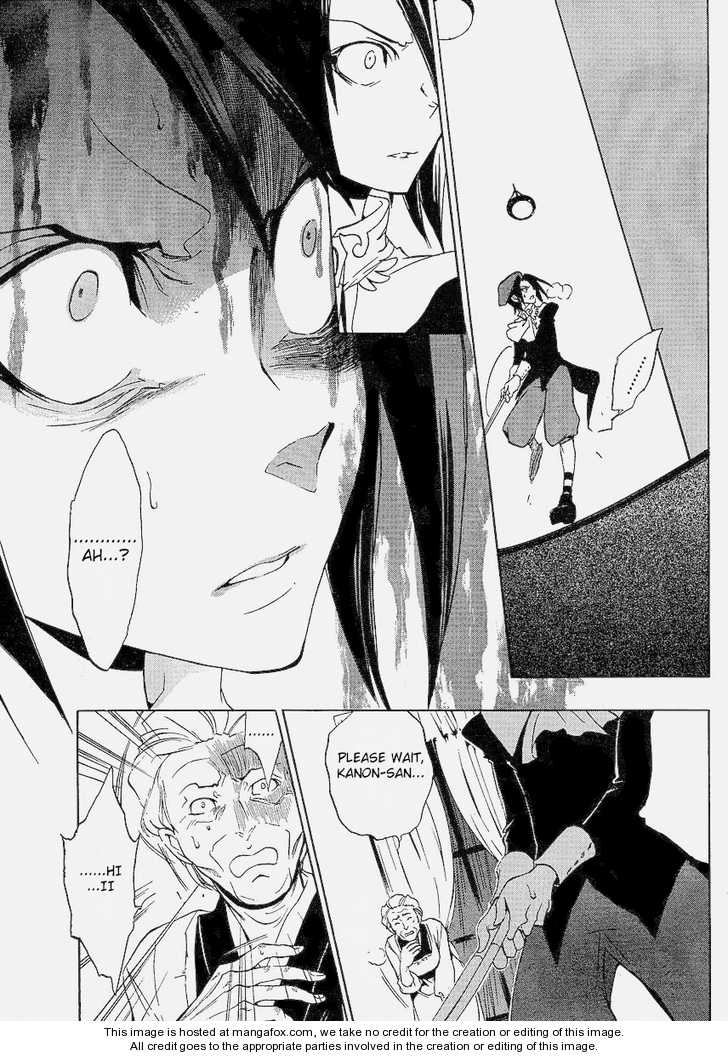 .........
............
AH...?
PLEASE WAIT,
KANON-SAN...
......
......HI
...II
This image is hosted at mangafox.com, we take no credit for the creation or editing of this image.
All credit goes to the appropriate parties involved in the creation or editing of this image.